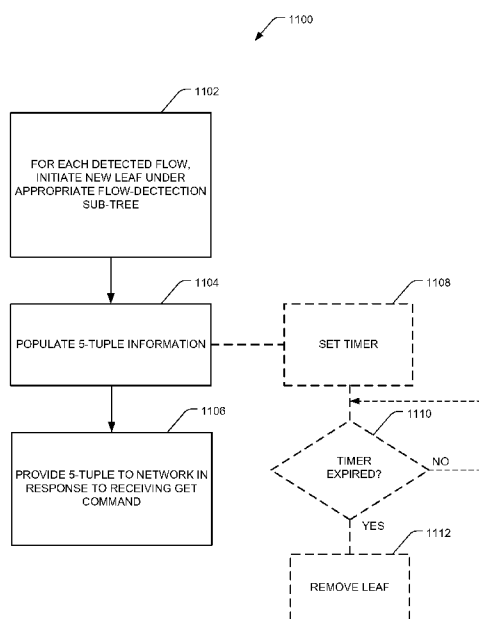 1100
1102
FOR EACH DETECTED FLOW,
INITIATE NEW LEAF UNDER
APPROPRIATE FLOW-DECTECTION
SUB-TREE
1104
POPULATE 5-TUPLE INFORMATION
1108
SET TIMER
1106
PROVIDE 5-TUPLE TO NETWORK IN
RESPONSE TO RECEIVING GET
COMMAND
1110
TIMER
EXPIRED?
NO
YES
1112
REMOVE LEAF